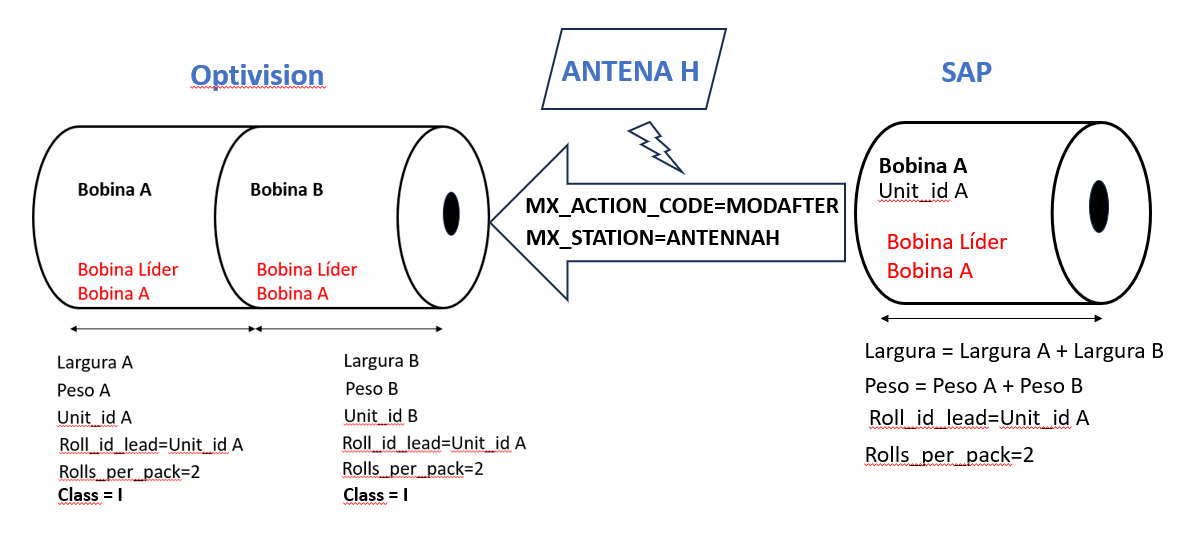 Optivision
ANTENA H
SAP
Bobina A
Bobina B
Bobina Líder
Bobina A
Bobina Líder
Bobina A
MX_ACTION_CODE=MODAFTER
MX_STATION=ANTENNAH
Bobina A
Unit_id A
Bobina Líder
Bobina A
Largura A
Peso A
Unit_id A
Roll_id_lead=Unit_id A
Rolls_per_pack=2
Class = I
Largura B
Peso B
Unit_id B
Roll_id_lead=Unit_id A
Rolls_per_pack=2
Class = I
Largura = Largura A + Largura B
Peso = Peso A + Peso B
Roll_id_lead=Unit_id A
Rolls_per_pack=2